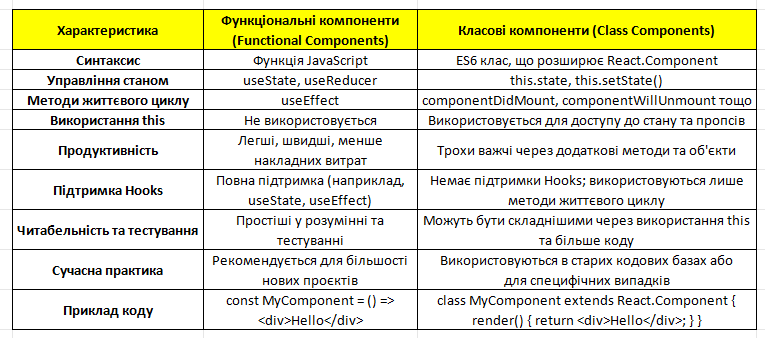 Характеристика
Функціональні компоненти
(Functional Components)
Класові компоненти (Class Components)
Синтаксис
Функція JavaScript
ES6 клас, що розширює React.Component
Управління станом
useState, useReducer
this.state, this.setState()
Методи життєвого циклу
useEffect
componentDidMount, componentWillUnmount тощо
Використання this
Не використовується
Використовується для доступу до стану та пропсів
Продуктивність
Легші, швидші, менше
накладних витрат
Трохи важчі через додаткові методи та об'єкти
Підтримка Hooks
Повна підтримка (наприклад,
useState, useEffect)
Немає підтримки Hooks; використовуються лише
методи життєвого циклу
Читабельність та тестування
Простіші у розумінні та
тестуванні
Можуть бути складнішими через використання this
та більше коду
Сучасна практика
Рекомендується для більшості
нових проєктів
Використовуються в старих кодових базах або
для специфічних випадків
Приклад коду
const MyComponent = () =>
<div>Hello</div>
class MyComponent extends React.Component {
render() { return <div>Hello</div>; } }